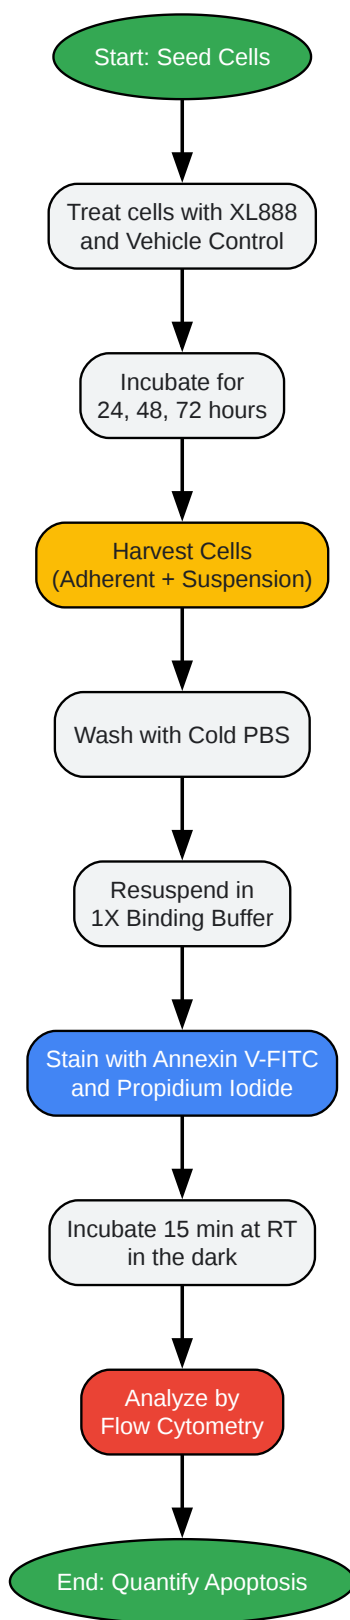 Start: Seed Cells
Treat cells with XL888
and Vehicle Control
Incubate for
24, 48, 72 hours
Harvest Cells
(Adherent + Suspension)
Wash with Cold PBS
Resuspend in
1X Binding Buffer
Stain with Annexin V-FITC
and Propidium Iodide
Incubate 15 min at RT
in the dark
Analyze by
Flow Cytometry
End: Quantify Apoptosis